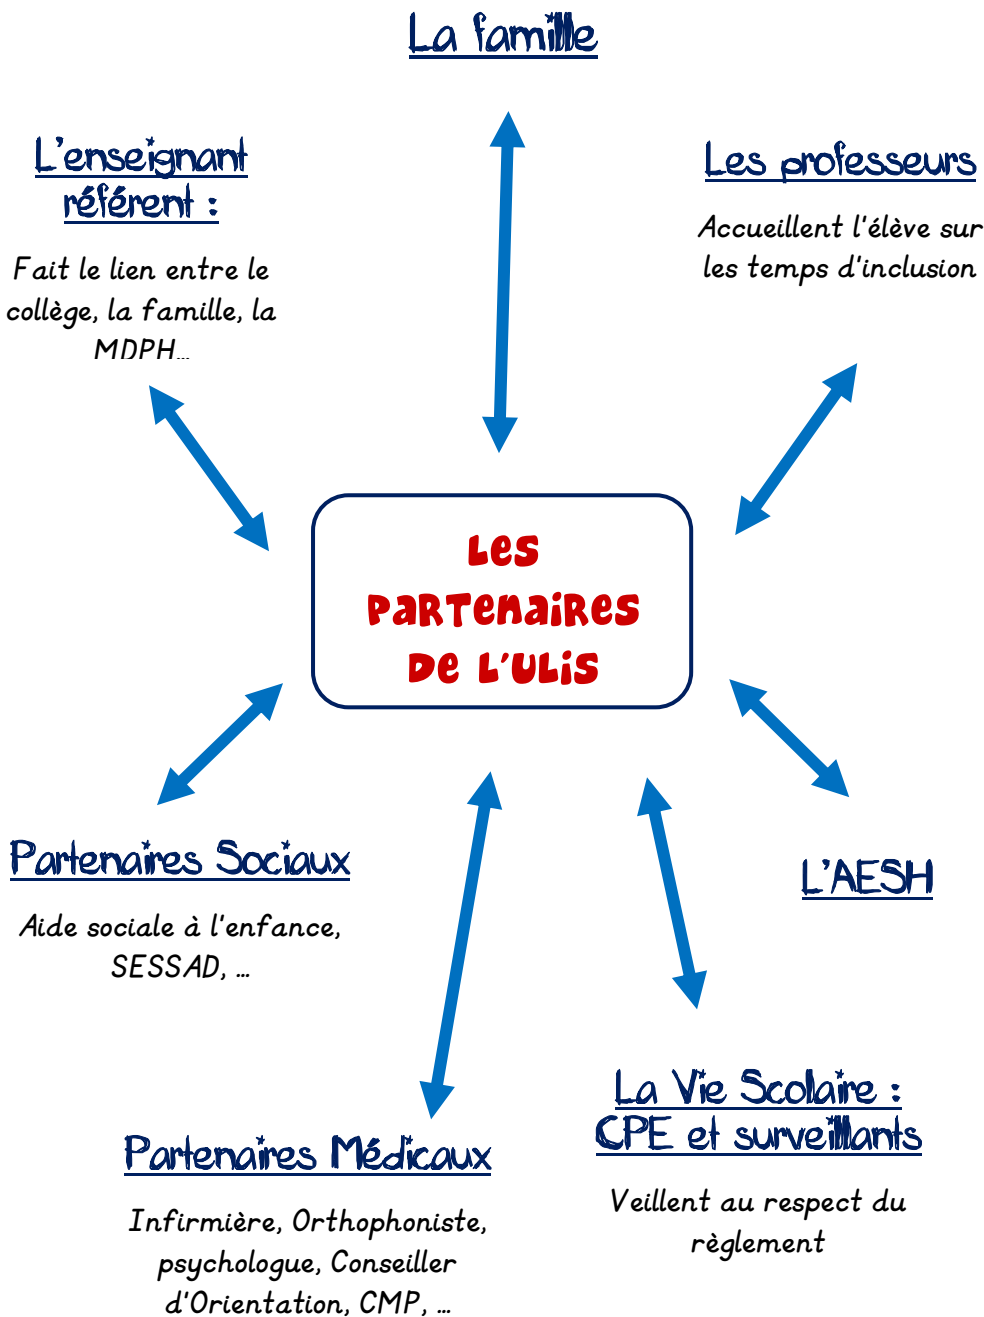 La famille
L'enseignant
référent :
Fait le lien entre le
collège, la famille, la
MDPH...
Les professeurs
Accueillent l'élève sur
les temps d'inclusion
Les
partenaires
de l'ULIS
Partenaires Sociaux
Aide sociale à l'enfance,
SESSAD, ...
L'AESH
Partenaires Médicaux
Infirmière, Orthophoniste,
psychologue, Conseiller
d'Orientation, CMP, ...
La Vie Scolaire :
CPE et surveillants
Veillent au respect du
règlement